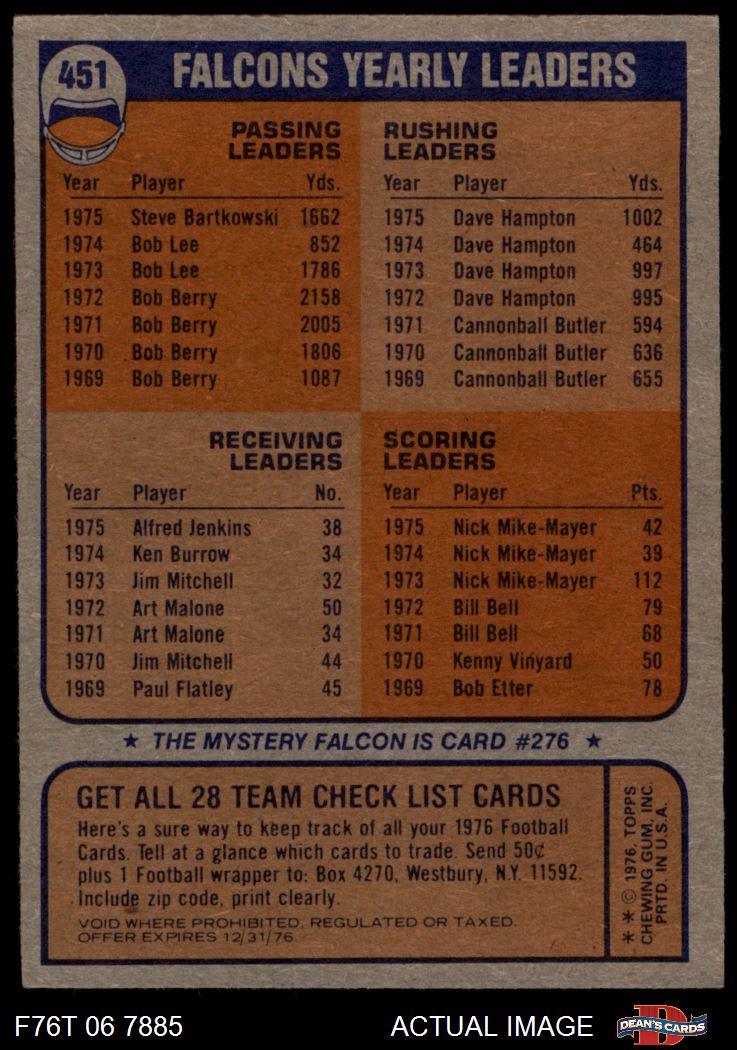 451
FALCONS YEARLY LEADERS
PASSING
LEADERS
Year Player Yds.
1975 Steve Bartkowski 1662
1974 Bob Lee 852
1973 Bob Lee 1786
1972 Bob Berry 2158
1971 Bob Berry 2005
1970 Bob Berry 1806
1969 Bob Berry 1087
RUSHING
LEADERS
Year Player Yds.
1975 Dave Hampton 1002
1974 Dave Hampton 464
1973 Dave Hampton 997
1972 Dave Hampton 995
1971 Cannonball Butler 594
1970 Cannonball Butler 636
1969 Cannonball Butler 655
RECEIVING
LEADERS
Year Player No.
1975 Alfred Jenkins 38
1974 Ken Burrow 34
1973 Jim Mitchell 32
1972 Art Malone 50
1971 Art Malone 34
1970 Jim Mitchell 44
1969 Paul Flatley 45
SCORING
LEADERS
Year Player Pts.
1975 Nick Mike-Mayer 42
1974 Nick Mike-Mayer 39
1973 Nick Mike-Mayer 112
1972 Bill Bell 79
1971 Bill Bell 68
1970 Kenny Vinyard 50
1969 Bob Etter 78
★ THE MYSTERY FALCON IS CARD #276 ★
GET ALL 28 TEAM CHECK LIST CARDS
Here's a sure way to keep track of all your 1976 Football
Cards. Tell at a glance which cards to trade. Send 50¢
plus 1 Football wrapper to: Box 4270, Westbury, N.Y. 11592.
Include zip code, print clearly.
VOID WHERE PROHIBITED, REGULATED OR TAXED.
OFFER EXPIRES 12/31/76.
** © 1976, TOPPS
CHEWING GUM, INC.
PRTD. IN U.S.A.
F76T 06 7885
ACTUAL IMAGE
D
DEAN'S CARDS